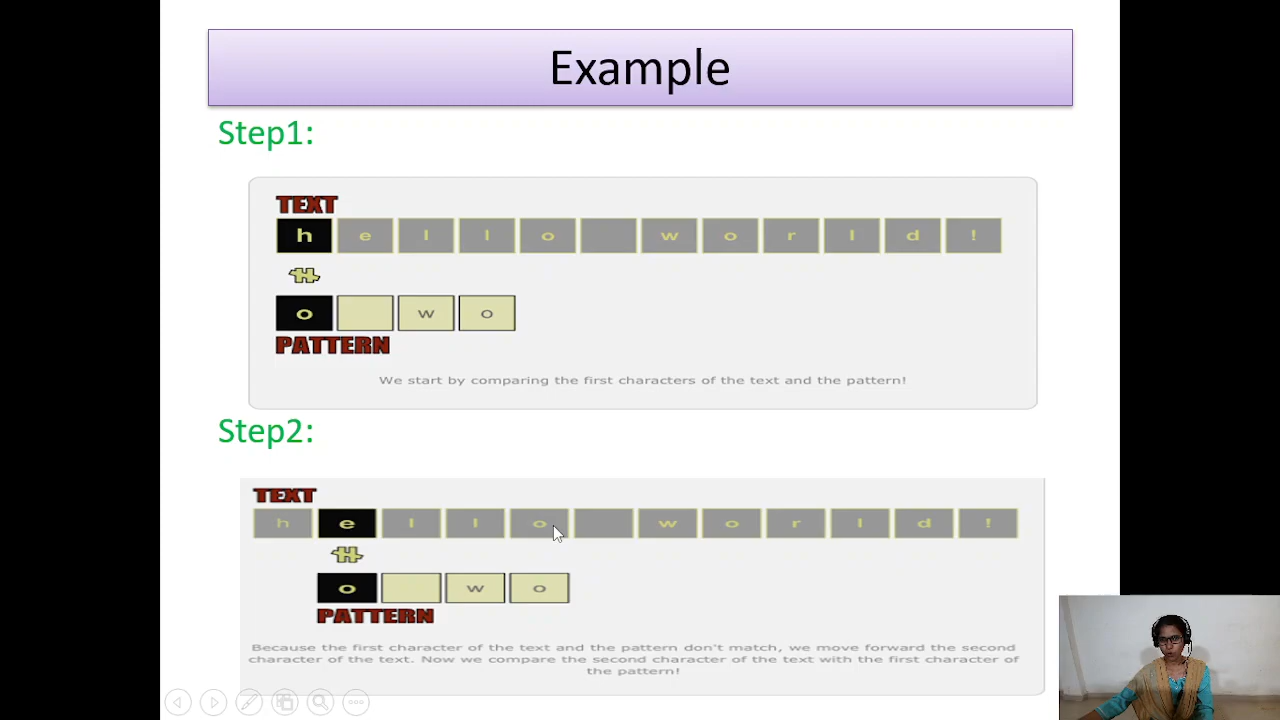 Example
Step1:
TEXT
h e l l o w o r l d !
o w o
PATTERN
We start by comparing the first characters of the text and the pattern!
Step2:
TEXT
h e l l o w o r l d !
o w o
PATTERN
Because the first character of the text and the pattern don't match, we move forward the second
character of the text. Now we compare the second character of the text with the first character of
the pattern!